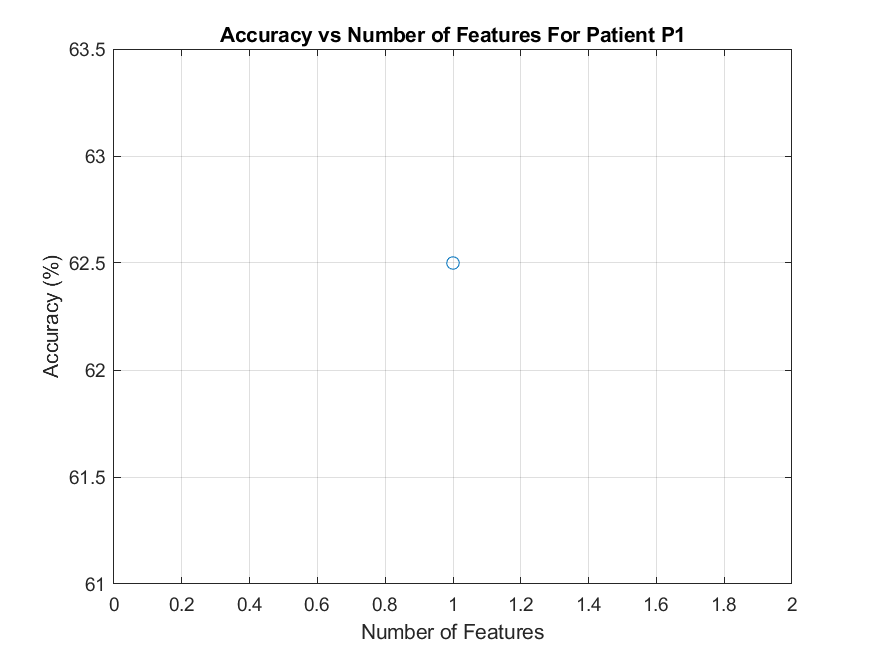 Accuracy vs Number of Features For Patient P1
63.5
63
62.5
62
61.5
61
Accuracy (%)
0 0.2 0.4 0.6 0.8 1 1.2 1.4 1.6 1.8 2
Number of Features